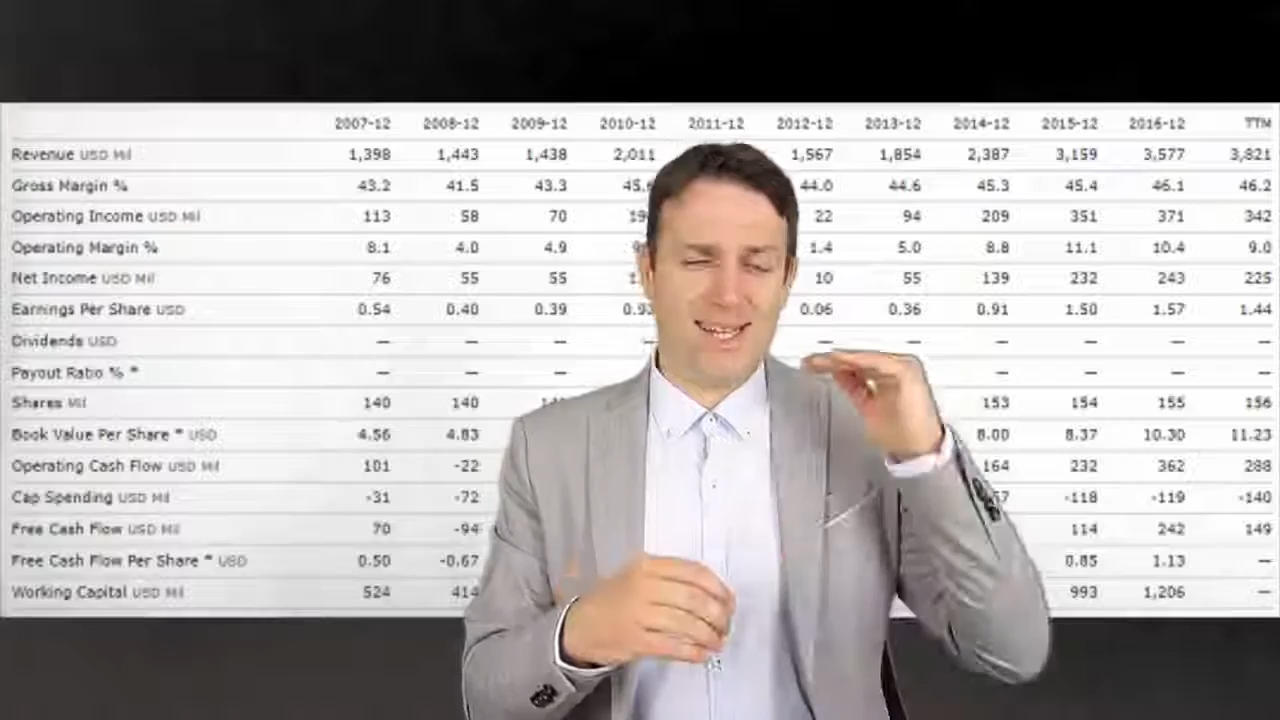 2007-12 2008-12 2009-12 2010-12 2011-12 2012-12 2013-12 2014-12 2015-12 2016-12 TTM
Revenue USD Mil 1,398 1,443 1,438 2,011 1,567 1,854 2,387 3,159 3,577 3,821
Gross Margin % 43.2 41.5 43.3 44.0 44.6 45.3 45.4 46.1 46.2
Operating Income USD Mil 113 58 70 22 94 209 351 371 342
Operating Margin % 8.1 4.0 4.9 1.4 5.0 8.8 11.1 10.4 9.0
Net Income USD Mil 76 55 55 10 55 139 232 243 225
Earnings Per Share USD 0.54 0.40 0.39 0.06 0.36 0.91 1.50 1.57 1.44
Dividends USD — — — — — — — — —
Payout Ratio % * — — — — — — —
Shares Mil 140 140 153 154 155 156
Book Value Per Share * USD 4.56 4.83 8.00 8.37 10.30 11.23
Operating Cash Flow USD Mil 101 -22 164 232 362 288
Cap Spending USD Mil -31 -72 -118 -119 -140
Free Cash Flow USD Mil 70 -94 114 242 149
Free Cash Flow Per Share * USD 0.50 -0.67 0.85 1.13 —
Working Capital USD Mil 524 414 993 1,206 —